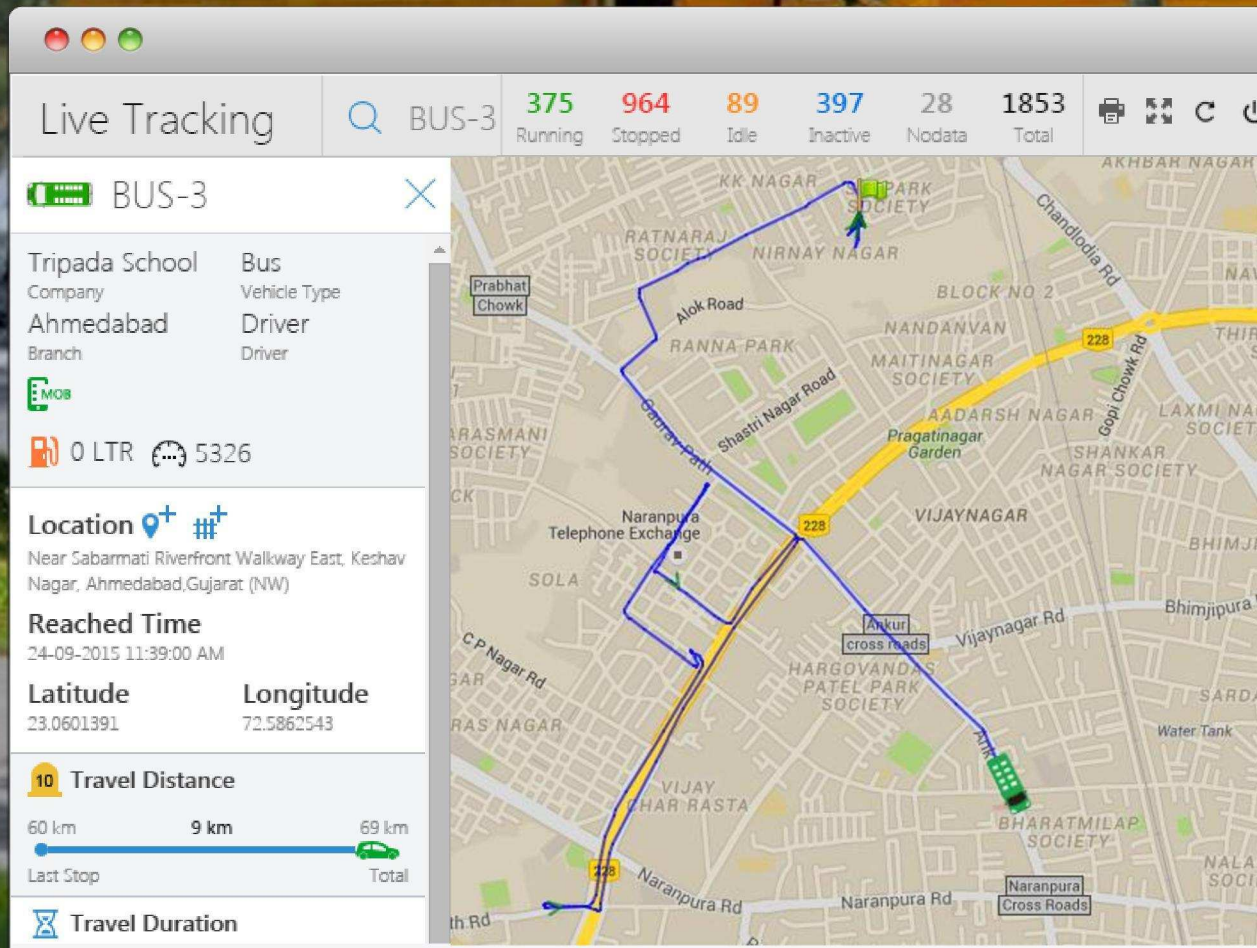 Live Tracking
BUS-3
375
Running
964
Stopped
89
Idle
397
Inactive
28
Nodata
1853
Total
BUS-3
Tripada School
Company
Bus
Vehicle Type
Ahmedabad
Branch
Driver
Driver
MOB
0 LTR
5326
Location
Near Sabarmati Riverfront Walkway East, Keshav
Nagar, Ahmedabad,Gujarat (NW)
Reached Time
24-09-2015 11:39:00 AM
Latitude
Longitude
23.0601391
72.5862543
10 Travel Distance
60 km
9 km
69 km
Last Stop
Total
Travel Duration
AKHBAR NAGAR
KK NAGAR
PARK
SOCIETY
Chandlodia Rd
RATNARAJ
SOCIETY
NIRNAY NAGAR
Prabhat
Chowk
Alok Road
BLOCK NO 2
NANDANVAN
228
RANNA PARK
MAITINAGAR
SOCIETY
Gopi Chowk Rd
Shastri Nagar Road
AADARSH NAGAR
Gaurav Path
Pragatinagar
Garden
SHANKAR
NAGAR SOCIETY
ARASMANI
SOCIETY
Naranpura
Telephone Exchange
228
VIJAYNAGAR
SOLA
Bhimjipura
Ankur
cross roads
Vijaynagar Rd
C P Nagar Rd
HARGOVANDAS
PATEL PARK
SOCIETY
RAS NAGAR
Water Tank
Ank
VIJAY
CHAR RASTA
BHARATMILAP
SOCIETY
228
Naranpura Rd
Naranpura Rd
Naranpura
Cross Roads
th Rd